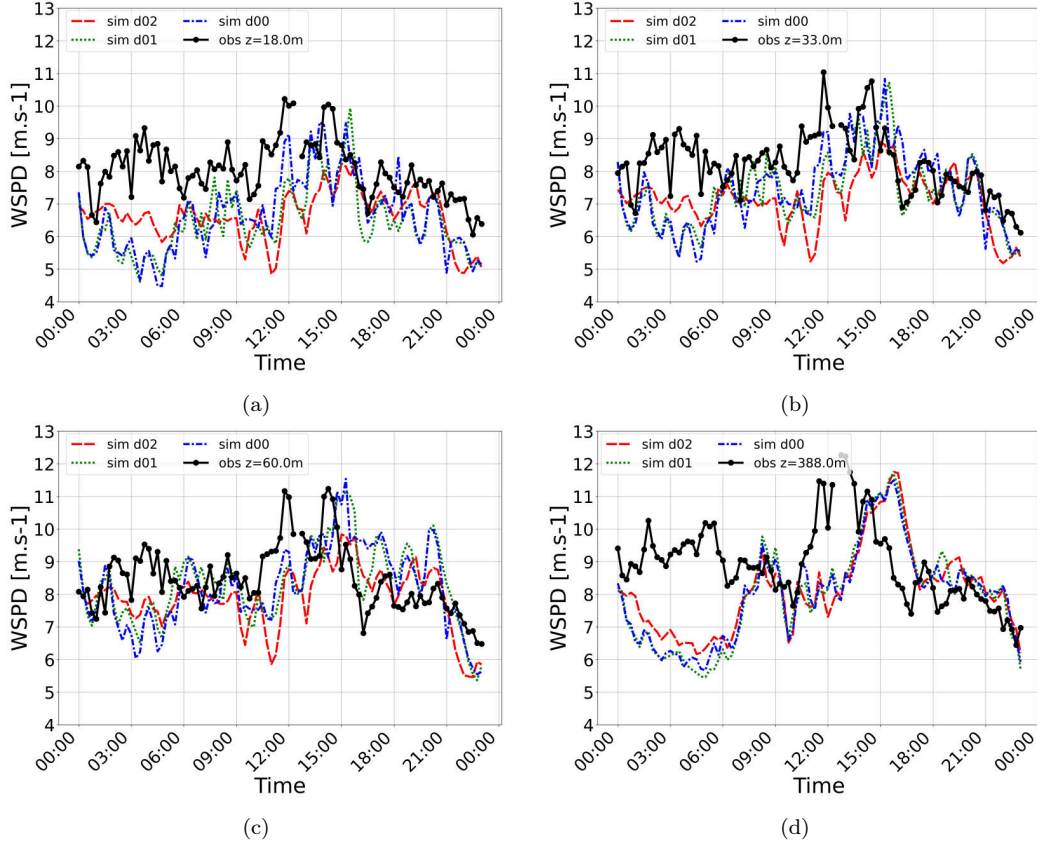 13
12
11
10
9
8
7
6
5
4
WSPD [m.s-1]
sim d02
sim d01
sim d00
obs z=18.0m
00:00
03:00
06:00
09:00
12:00
15:00
18:00
21:00
00:00
Time
(a)
13
12
11
10
9
8
7
6
5
4
WSPD [m.s-1]
sim d02
sim d01
sim d00
obs z=33.0m
00:00
03:00
06:00
09:00
12:00
15:00
18:00
21:00
00:00
Time
(b)
13
12
11
10
9
8
7
6
5
4
WSPD [m.s-1]
sim d02
sim d01
sim d00
obs z=60.0m
00:00
03:00
06:00
09:00
12:00
15:00
18:00
21:00
00:00
Time
(c)
13
12
11
10
9
8
7
6
5
4
WSPD [m.s-1]
sim d02
sim d01
sim d00
obs z=388.0m
00:00
03:00
06:00
09:00
12:00
15:00
18:00
21:00
00:00
Time
(d)